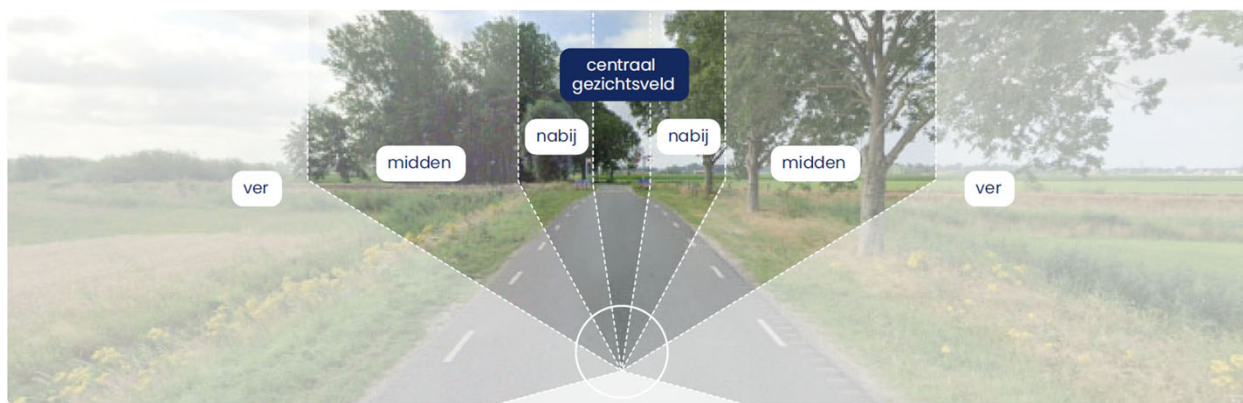 centraal
gezichtsveld
nabij
nabij
midden
midden
ver
ver